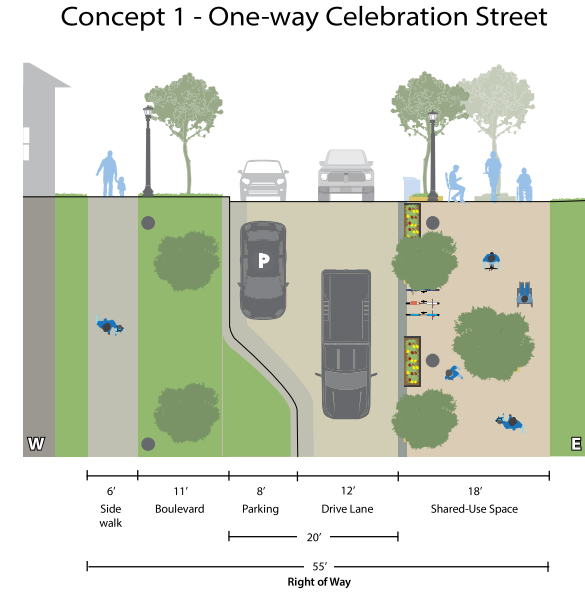 Concept 1 - One-way Celebration Street
P
W
E
6’ 11’ 8’ 12’ 18’
Side Boulevard Parking Drive Lane Shared-Use Space
walk
20’
55’
Right of Way